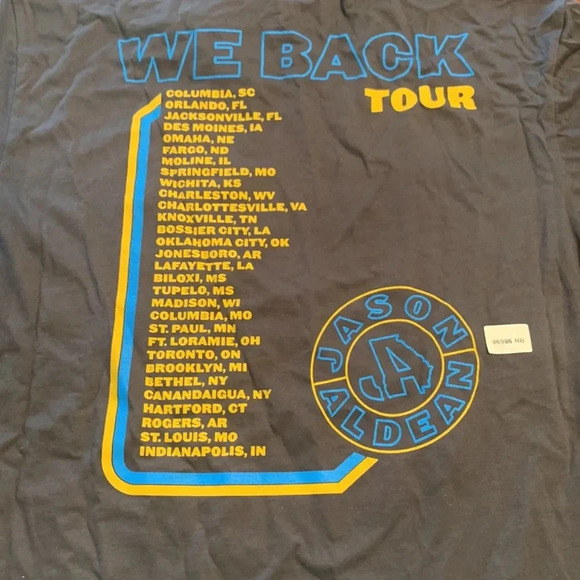 WE BACK
TOUR
COLUMBIA, SC
ORLANDO, FL
JACKSONVILLE, FL
DES MOINES, IA
OMAHA, NE
FARGO, ND
MOLINE, IL
SPRINGFIELD, MO
WICHITA, KS
CHARLESTON, WV
CHARLOTTESVILLE, VA
KNOXVILLE, TN
BOSSIER CITY, LA
OKLAHOMA CITY, OK
JONESBORO, AR
LAFAYETTE, LA
BILOXI, MS
TUPELO, MS
MADISON, WI
COLUMBIA, MO
ST. PAUL, MN
FT. LORAMIE, OH
TORONTO, ON
BROOKLYN, MI
BETHEL, NY
CANANDAIGUA, NY
HARTFORD, CT
ROGERS, AR
ST. LOUIS, MO
INDIANAPOLIS, IN
JASON
JA
ALDEAN